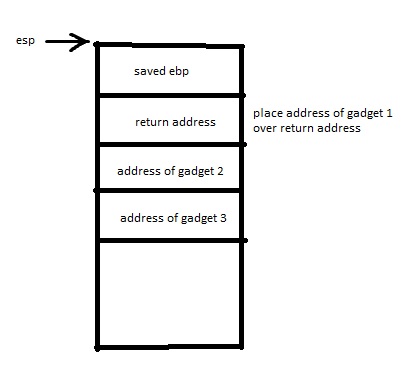 esp
saved ebp
return address
place address of gadget 1
over return address
address of gadget 2
address of gadget 3